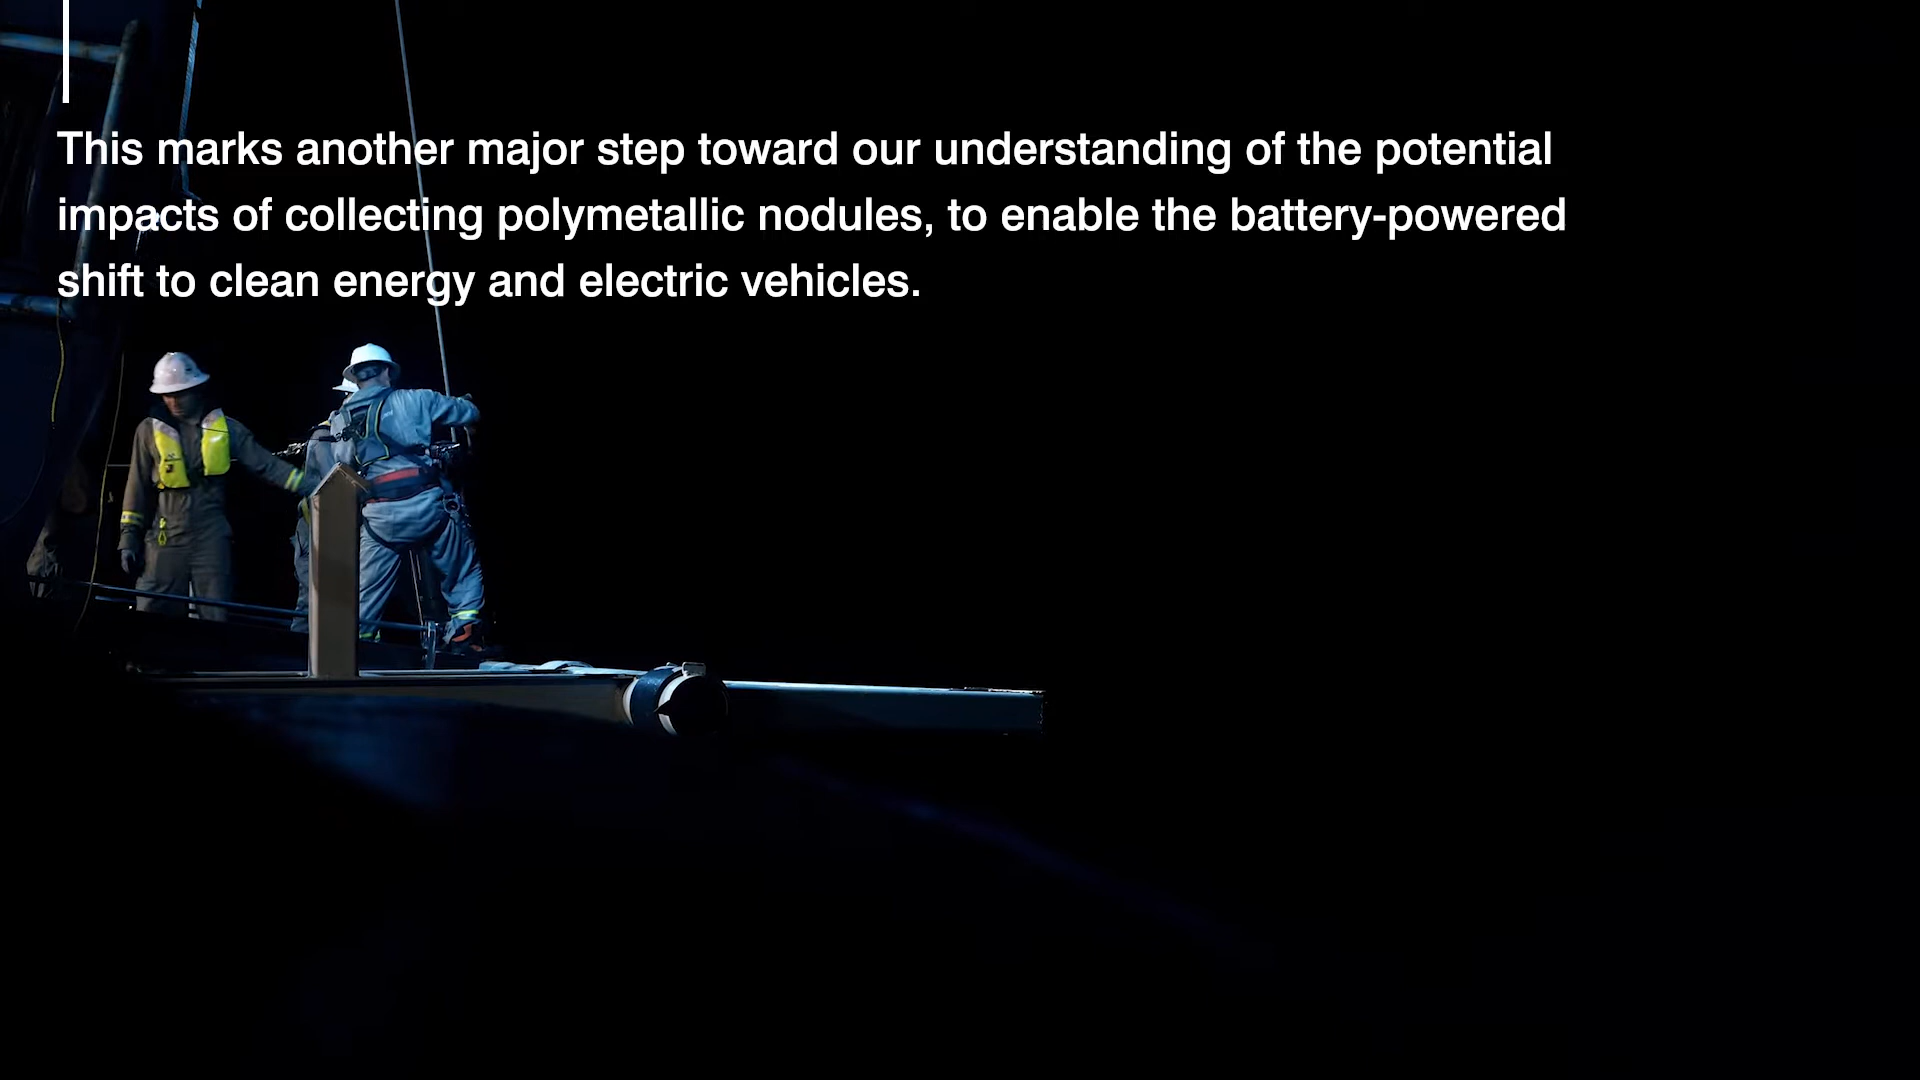 This marks another major step toward our understanding of the potential
impacts of collecting polymetallic nodules, to enable the battery-powered
shift to clean energy and electric vehicles.